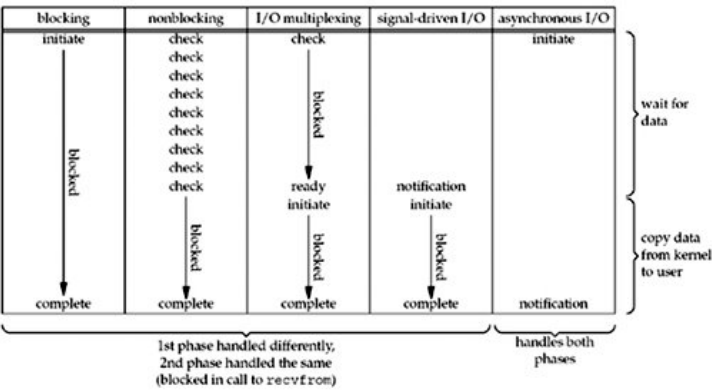 blocking nonblocking I/O multiplexing signal-driven I/O asynchronous I/O
initiate check check initiate
check
check
check
check
check
check
check
check ready notification
initiate initiate
blocked
blocked
blocked
blocked
blocked
complete complete complete complete notification
wait for
data
copy data
from kernel
to user
1st phase handled differently,
2nd phase handled the same
(blocked in call to recvfrom)
handles both
phases